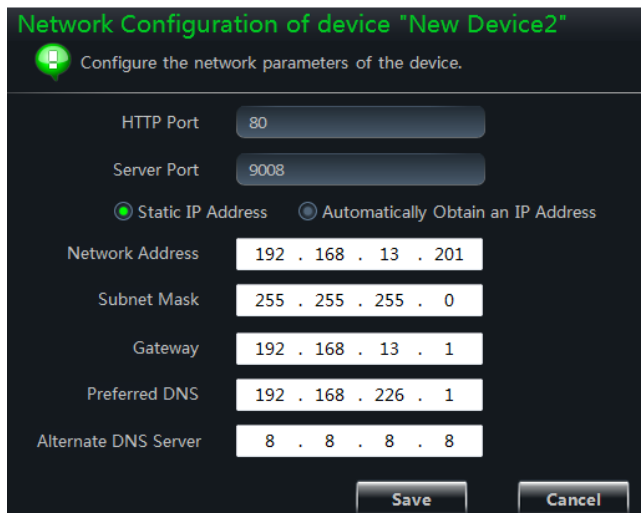 Network Configuration of device "New Device2"
Configure the network parameters of the device.
HTTP Port 80
Server Port 9008
Static IP Address Automatically Obtain an IP Address
Network Address 192 . 168 . 13 . 201
Subnet Mask 255 . 255 . 255 . 0
Gateway 192 . 168 . 13 . 1
Preferred DNS 192 . 168 . 226 . 1
Alternate DNS Server 8 . 8 . 8 . 8
Save Cancel